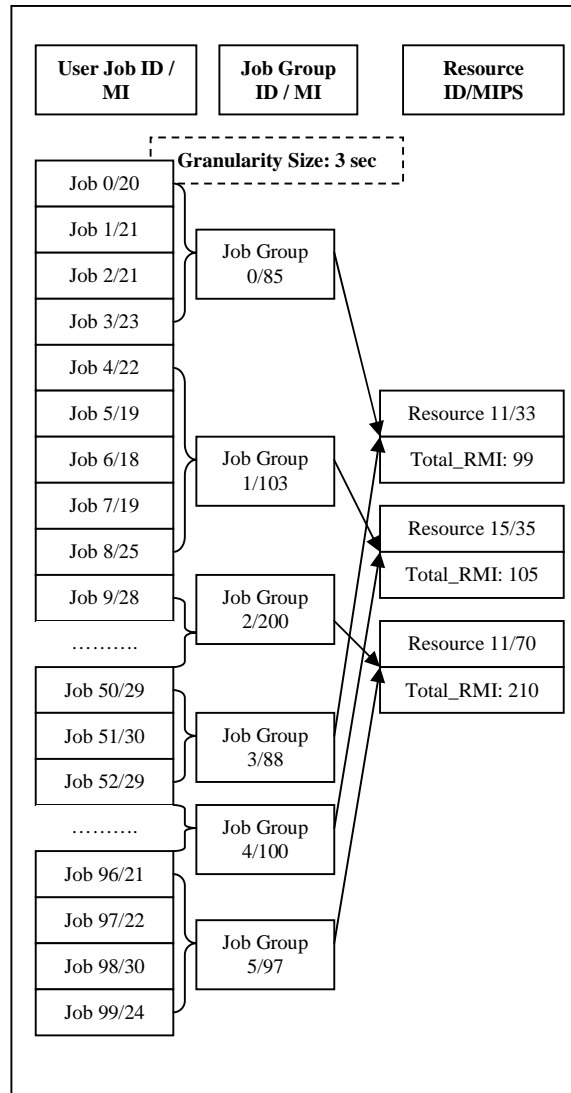 User Job ID /
MI
Job Group
ID / MI
Resource
ID/MIPS
Granularity Size: 3 sec
Job 0/20
Job 1/21
Job 2/21
Job 3/23
Job 4/22
Job 5/19
Job 6/18
Job 7/19
Job 8/25
Job 9/28
……….
Job 50/29
Job 51/30
Job 52/29
……….
Job 96/21
Job 97/22
Job 98/30
Job 99/24
Job Group
0/85
Job Group
1/103
Job Group
2/200
Job Group
3/88
Job Group
4/100
Job Group
5/97
Resource 11/33
Total_RMI: 99
Resource 15/35
Total_RMI: 105
Resource 11/70
Total_RMI: 210